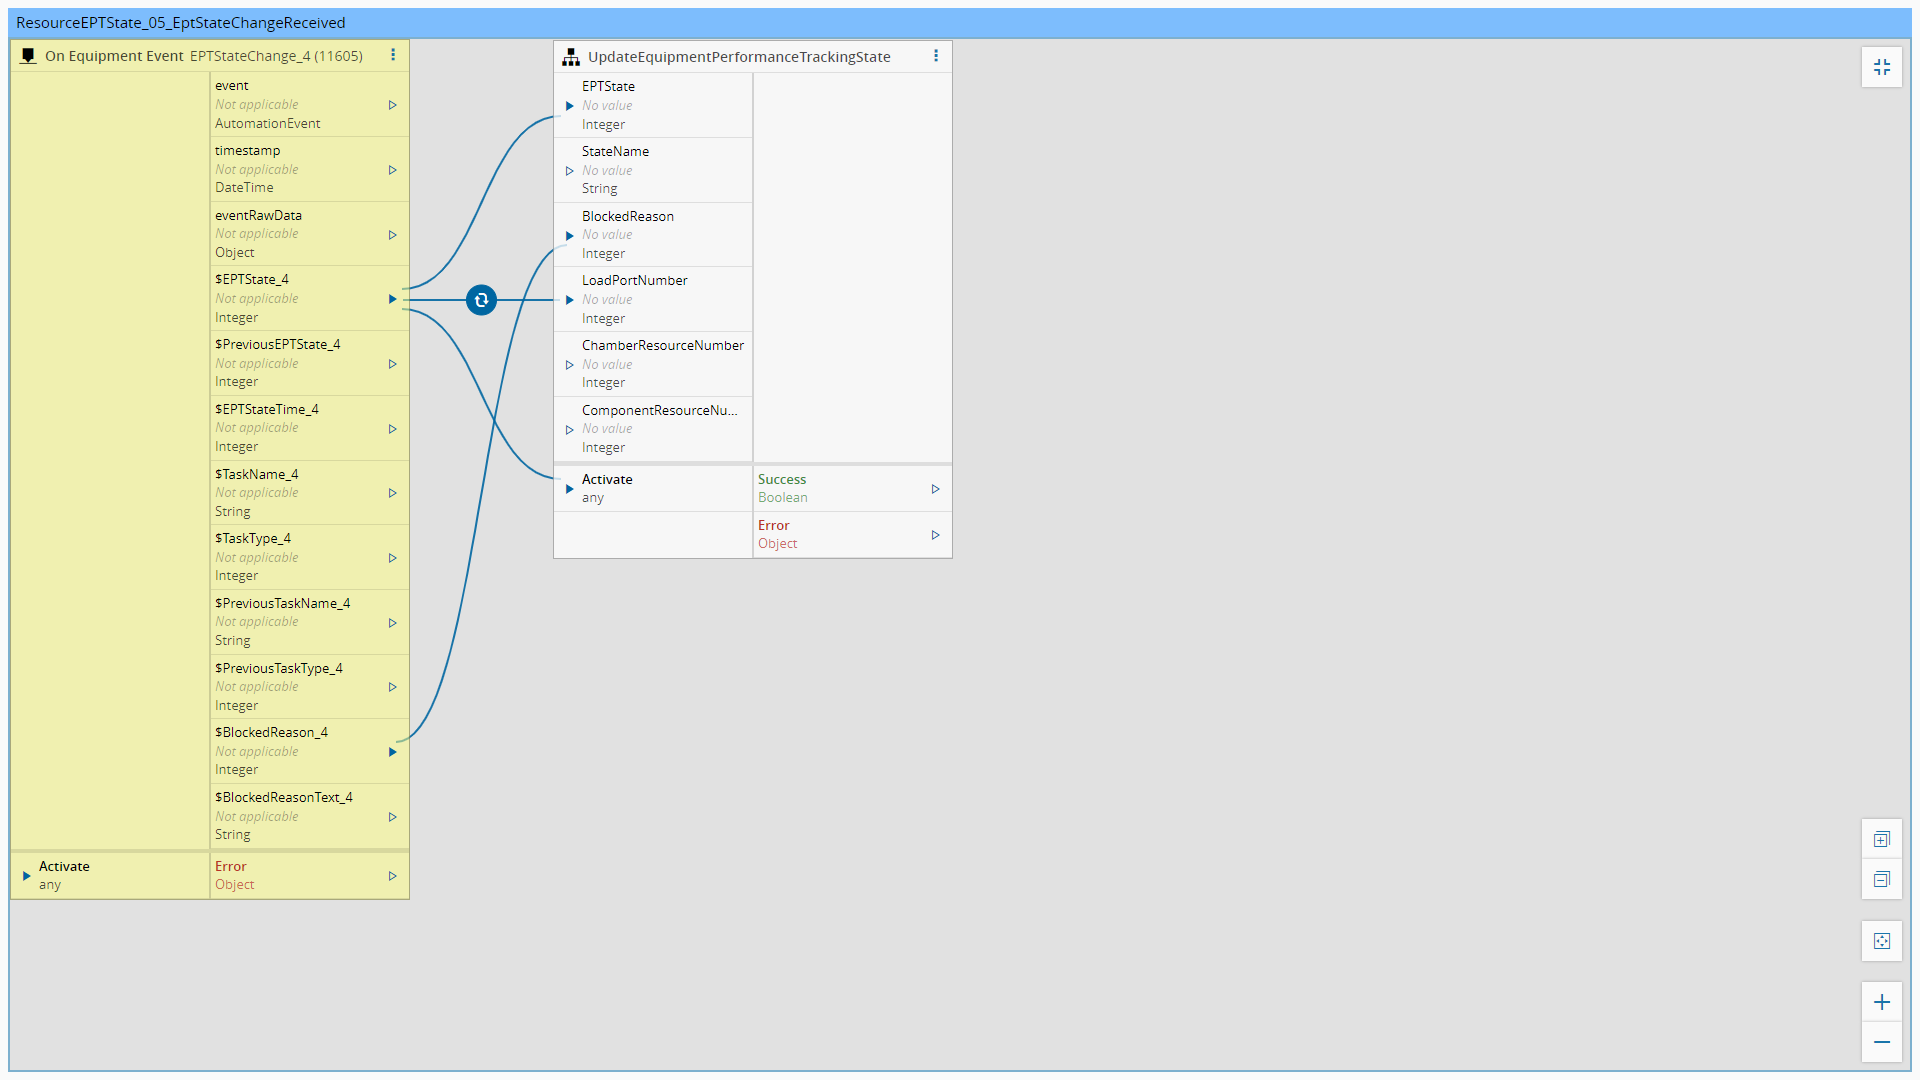 ResourceEPTState_05_EptStateChangeReceived
On Equipment Event EPTStateChange_4 (11605)
event
Not applicable
AutomationEvent
timestamp
Not applicable
DateTime
eventRawData
Not applicable
Object
$EPTState_4
Not applicable
Integer
$PreviousEPTState_4
Not applicable
Integer
$EPTStateTime_4
Not applicable
Integer
$TaskName_4
Not applicable
String
$TaskType_4
Not applicable
Integer
$PreviousTaskName_4
Not applicable
String
$PreviousTaskType_4
Not applicable
Integer
$BlockedReason_4
Not applicable
Integer
$BlockedReasonText_4
Not applicable
String
Activate
any
Error
Object
UpdateEquipmentPerformanceTrackingState
EPTState
No value
Integer
StateName
No value
String
BlockedReason
No value
Integer
LoadPortNumber
No value
Integer
ChamberResourceNumber
No value
Integer
ComponentResourceNu...
No value
Integer
Activate
any
Success
Boolean
Error
Object